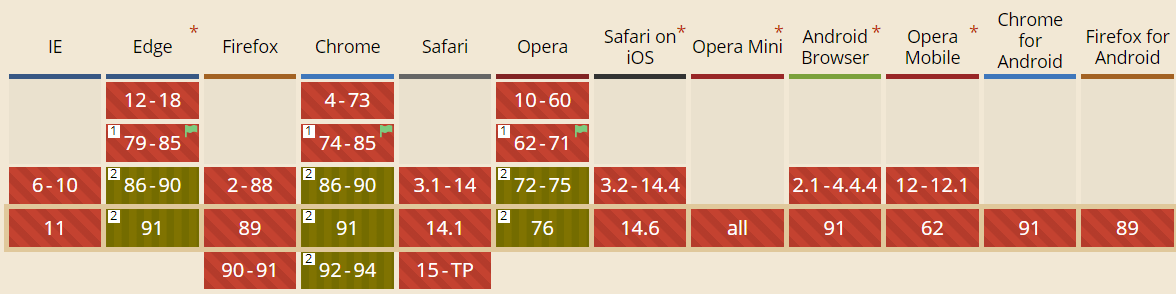 IE Edge * Firefox Chrome Safari Opera Safari on iOS * Opera Mini * Android Browser * Opera Mobile * Chrome for Android Firefox for Android
12-18 4-73 10-60
1 79-85 1 74-85 1 62-71
6-10 2 86-90 2-88 2 86-90 3.1-14 2 72-75 3.2-14.4 2.1-4.4.4 12-12.1
11 2 91 89 2 91 14.1 2 76 14.6 all 91 62 91 89
90-91 2 92-94 15-TP